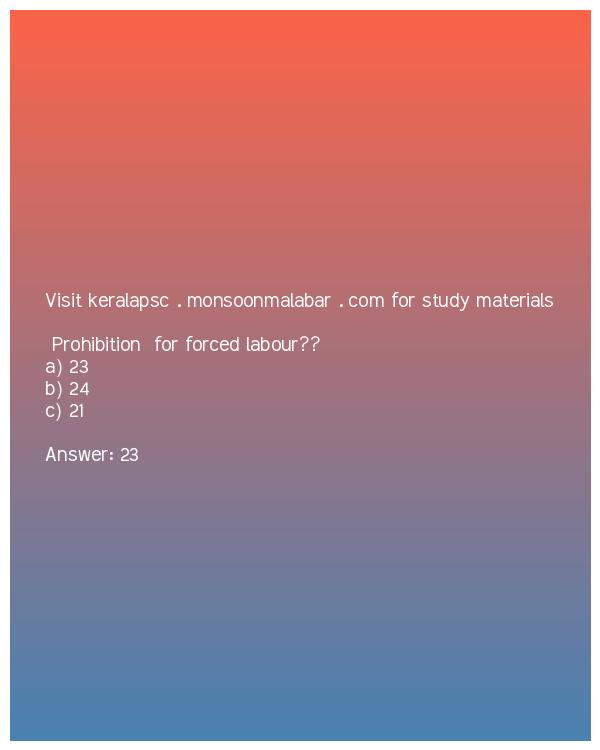 Visit keralapsc . monsoonmalabar . com for study materials
Prohibition for forced labour??
a) 23
b) 24
c) 21
Answer: 23